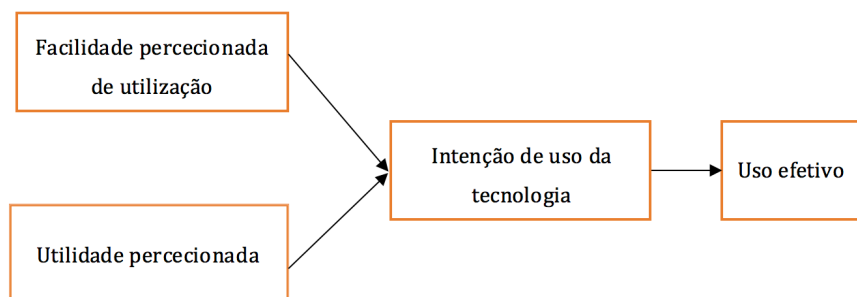 Facilidade percecionada
de utilização
Intenção de uso da
tecnologia
Uso efetivo
Utilidade percecionada